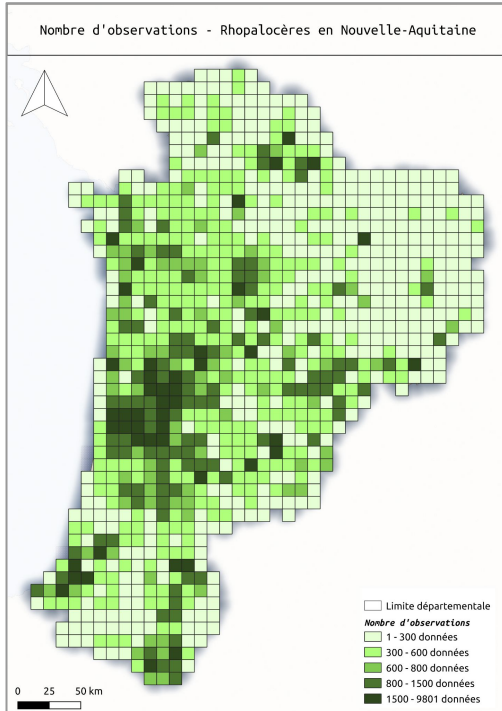 Nombre d'observations - Rhopalocères en Nouvelle-Aquitaine
Limite départementale
Nombre d'observations
1 - 300 données
300 - 600 données
600 - 800 données
800 - 1500 données
1500 - 9801 données
0 25 50 km